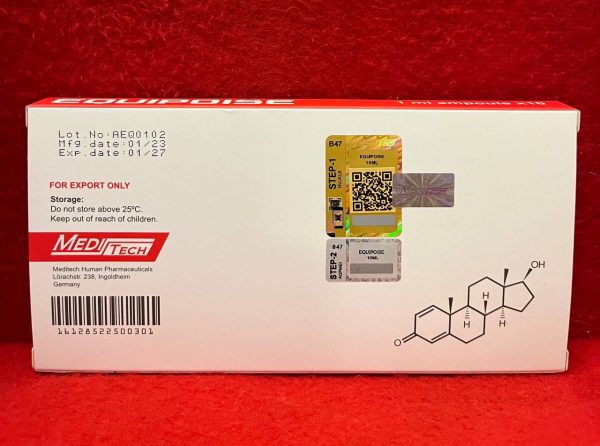 EQUIPOISE
1 ml ampoule x10
Lot.No:AEQ0102
Mfg.date:01/23
Exp.date:01/27
FOR EXPORT ONLY
Storage:
Do not store above 25ºC.
Keep out of reach of children.
MEDITECH
Meditech Human Pharmaceuticals
Lörachstr. 238, Ingoldheim
Germany
16128522500301
B47
STEP-1
EQUIPOISE
10ML
B47
STEP-2
EQUIPOISE
10ML
OH
H
H
H
O